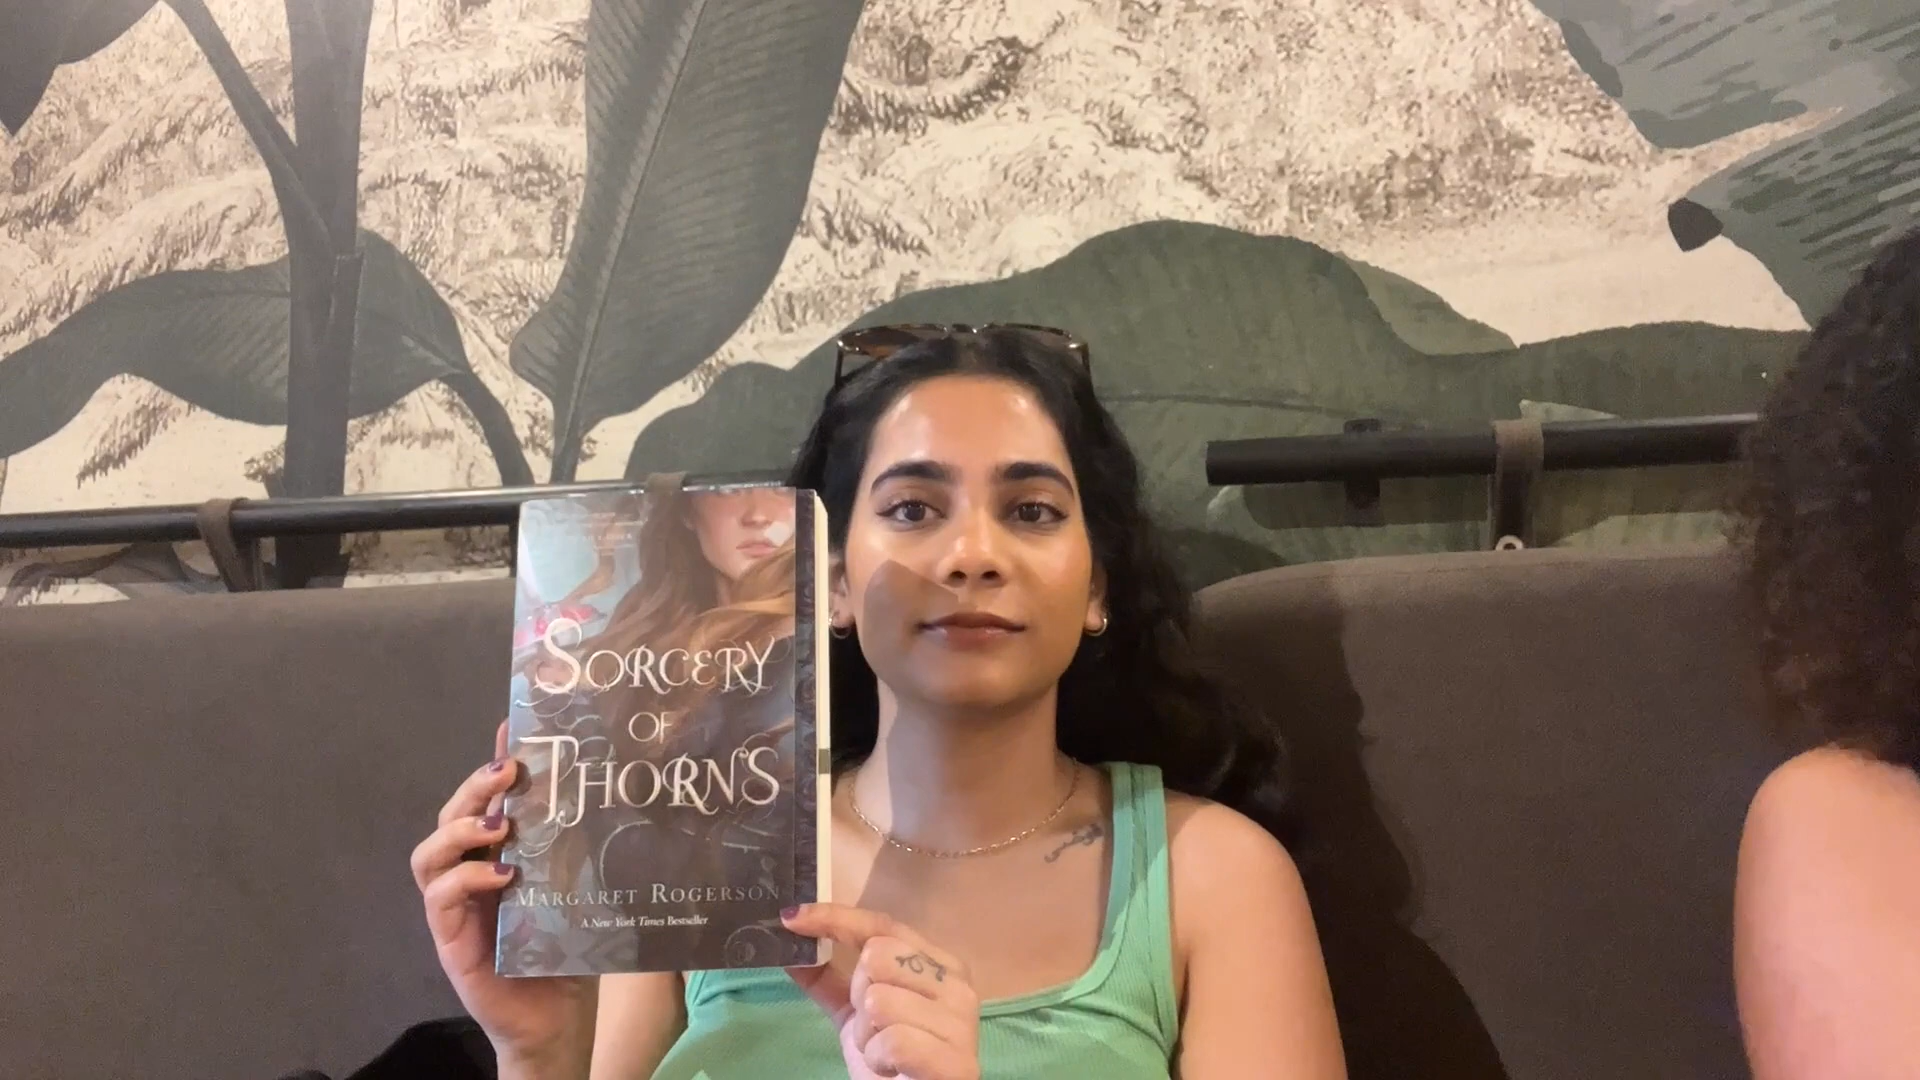 SORCERY
OF
THORNS
MARGARET ROGERSON
A New York Times Bestseller